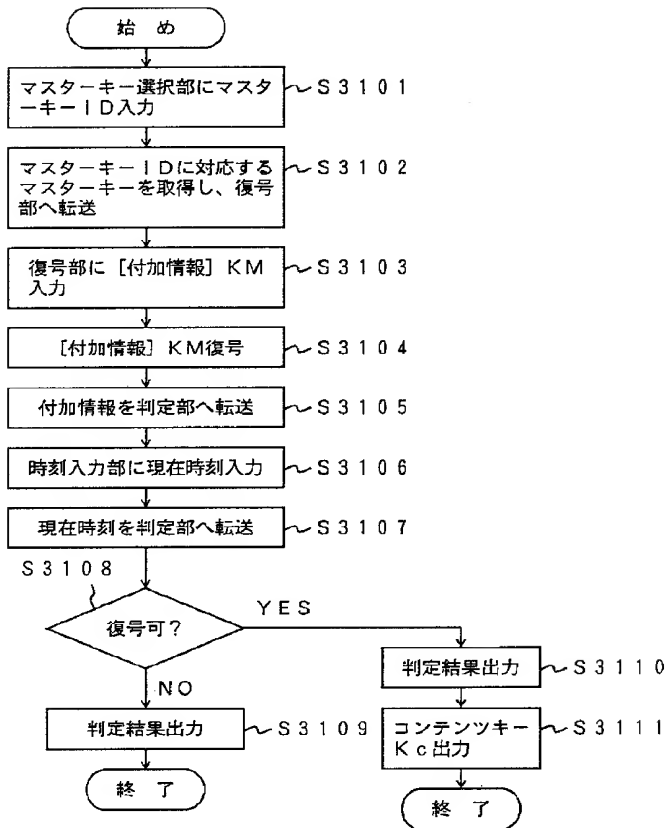 始 め
マスターキー選択部にマスタ
ーキーＩＤ入力
Ｓ３１０１
マスターキーＩＤに対応する
マスターキーを取得し、復号
部へ転送
Ｓ３１０２
復号部に［付加情報］ＫＭ
入力
Ｓ３１０３
［付加情報］ＫＭ復号
Ｓ３１０４
付加情報を判定部へ転送
Ｓ３１０５
時刻入力部に現在時刻入力
Ｓ３１０６
現在時刻を判定部へ転送
Ｓ３１０７
Ｓ３１０８
復号可？
ＹＥＳ
ＮＯ
判定結果出力
Ｓ３１１０
判定結果出力
Ｓ３１０９
コンテンツキー
Ｋｃ出力
Ｓ３１１１
終 了
終 了